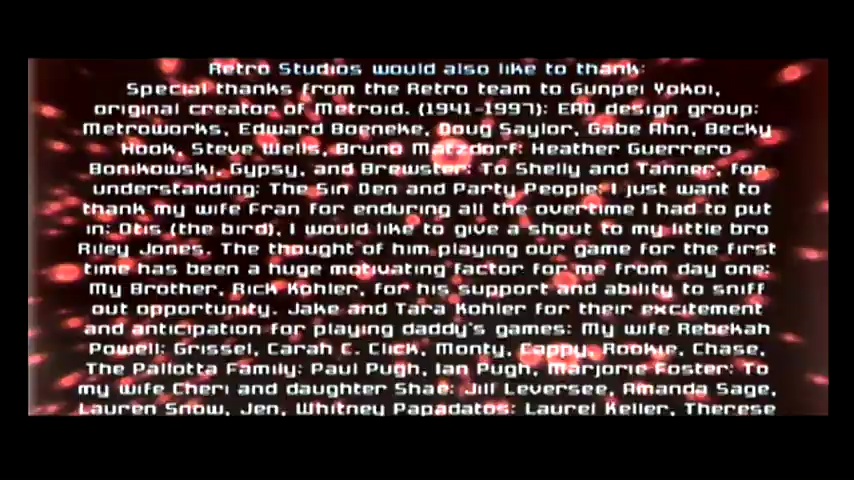 Retro Studios would also like to thank:
Special thanks from the Retro team to Gunpei Yokoi,
original creator of Metroid. (1941-1997); EAD design group;
Metroworks, Edward Boeneke, Doug Saylor, Gabe Ahn, Becky
Hook, Steve Wells, Bruno Matzdorf; Heather Guerrero
Bonikowski, Gypsy, and Brewster; To Shelly and Tanner, for
understanding; The Sin Den and Party People; I just want to
thank my wife Fran for enduring all the overtime I had to put
in; Otis (the bird), I would like to give a shout to my little bro
Riley Jones. The thought of him playing our game for the first
time has been a huge motivating factor for me from day one;
My Brother, Rick Kohler, for his support and ability to sniff
out opportunity. Jake and Tara Kohler for their excitement
and anticipation for playing daddy's games; My wife Rebekah
Powell; Grissel, Carah C. Click, Monty, Cappy, Rookie, Chase,
The Pallotta Family; Paul Pugh, Ian Pugh, Marjorie Foster; To
my wife Cheri and daughter Shae; Jill Leversee, Amanda Sage,
Lauren Snow, Jen, Whitney Papadatos; Laurel Keller, Therese